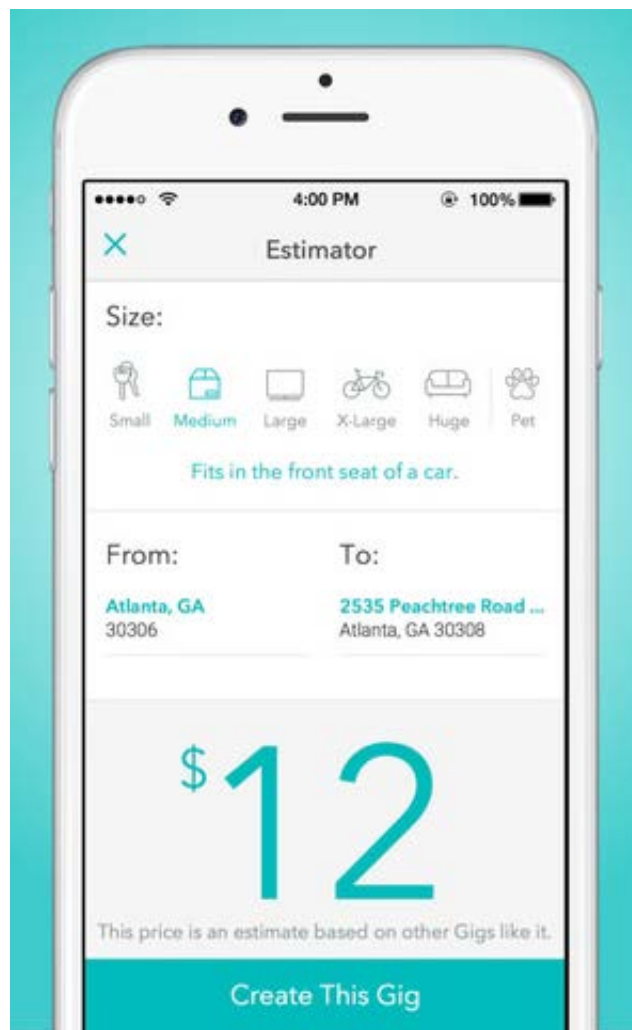 4:00 PM 100%
Estimator
Size:
Small Medium Large X-Large Huge Pet
Fits in the front seat of a car.
From: To:
Atlanta, GA 2535 Peachtree Road ...
30306 Atlanta, GA 30308
$12
This price is an estimate based on other Gigs like it.
Create This Gig